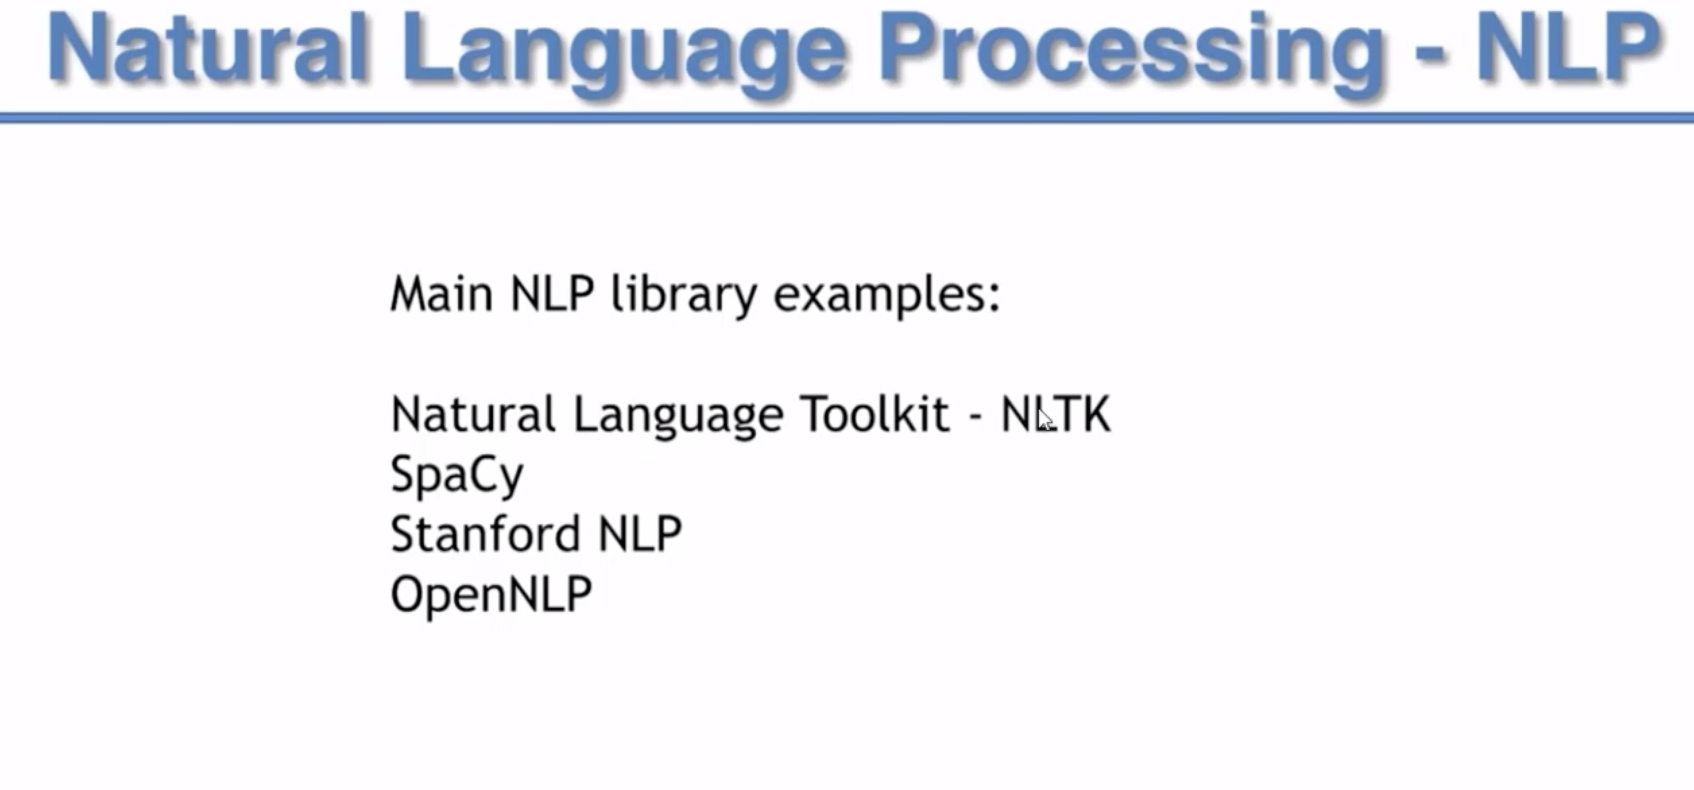 Natural Language Processing - NLP
Main NLP library examples:
Natural Language Toolkit - NLTK
SpaCy
Stanford NLP
OpenNLP